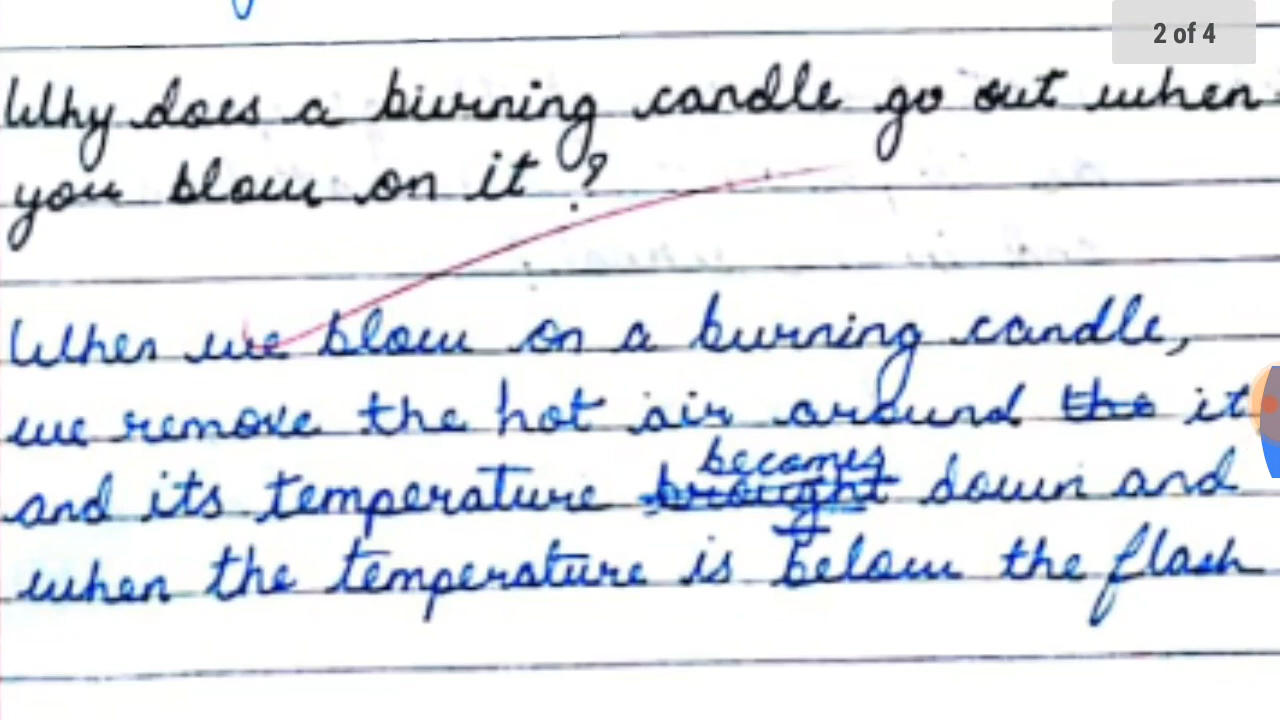 2 of 4
Why does a burning candle go out when
you blow on it ?
When we blow on a burning candle,
we remove the hot air around the it
and its temperature brought becomes down and
when the temperature is below the flash